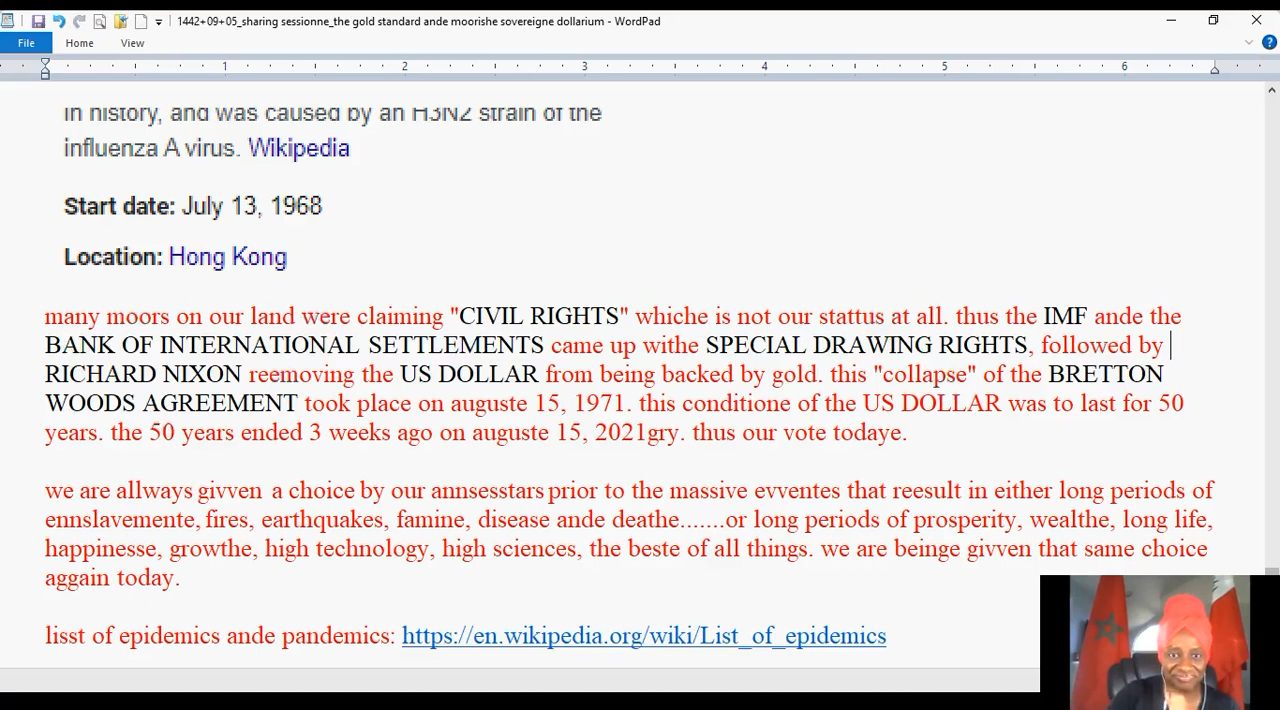 1442+09+05_sharing sessionne_the gold standard ande moorishe sovereigne dollarium - WordPad
File Home View
1 2 3 4 5 6
in history, and was caused by an H3N2 strain of the
influenza A virus. Wikipedia
Start date: July 13, 1968
Location: Hong Kong
many moors on our land were claiming "CIVIL RIGHTS" whiche is not our stattus at all. thus the IMF ande the
BANK OF INTERNATIONAL SETTLEMENTS came up withe SPECIAL DRAWING RIGHTS, followed by
RICHARD NIXON reemoving the US DOLLAR from being backed by gold. this "collapse" of the BRETTON
WOODS AGREEMENT took place on auguste 15, 1971. this conditione of the US DOLLAR was to last for 50
years. the 50 years ended 3 weeks ago on auguste 15, 2021gry. thus our vote todaye.
we are allways givven a choice by our annsesstars prior to the massive evventes that reesult in either long periods of
ennslavemente, fires, earthquakes, famine, disease ande deathe.......or long periods of prosperity, wealthe, long life,
happinesse, growthe, high technology, high sciences, the beste of all things. we are beinge givven that same choice
aggain today.
lisst of epidemics ande pandemics: https://en.wikipedia.org/wiki/List_of_epidemics